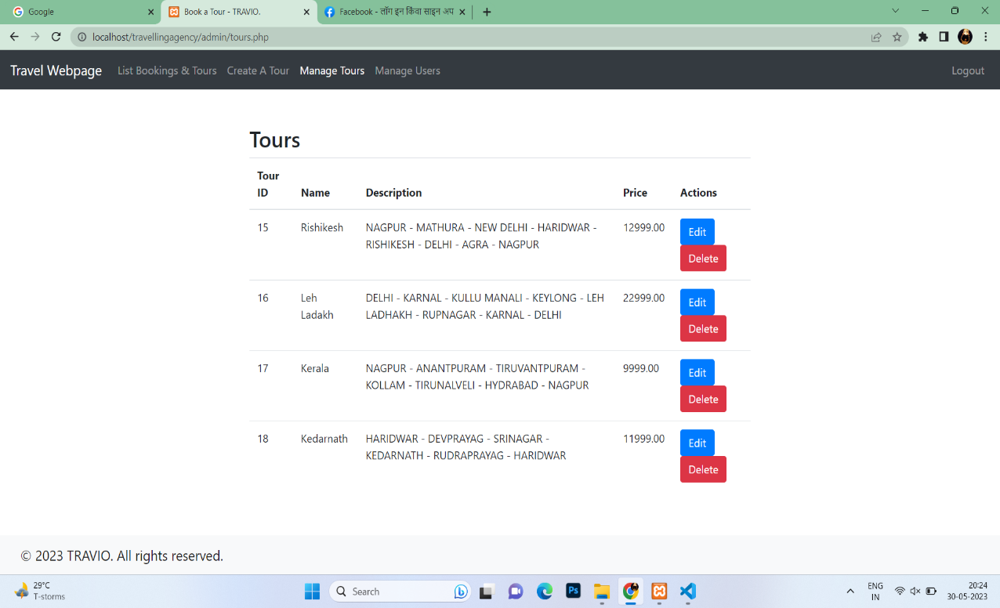 Google
Book a Tour - TRAVIO.
Facebook - लॉग इन किंवा साइन अप
localhost/travellingagency/admin/tours.php
Travel Webpage List Bookings & Tours Create A Tour Manage Tours Manage Users Logout
Tours
Tour
ID Name Description Price Actions
15 Rishikesh NAGPUR - MATHURA - NEW DELHI - HARIDWAR - 12999.00 Edit
RISHIKESH - DELHI - AGRA - NAGPUR
Delete
16 Leh DELHI - KARNAL - KULLU MANALI - KEYLONG - LEH 22999.00 Edit
Ladakh LADHAKH - RUPNAGAR - KARNAL - DELHI
Delete
17 Kerala NAGPUR - ANANTPURAM - TIRUVANTPURAM - 9999.00 Edit
KOLLAM - TIRUNALVELI - HYDRABAD - NAGPUR
Delete
18 Kedarnath HARIDWAR - DEVPRAYAG - SRINAGAR - 11999.00 Edit
KEDARNATH - RUDRAPRAYAG - HARIDWAR
Delete
© 2023 TRAVIO. All rights reserved.
29°C
T-storms
Search
Ps
ENG
IN
20:24
30-05-2023